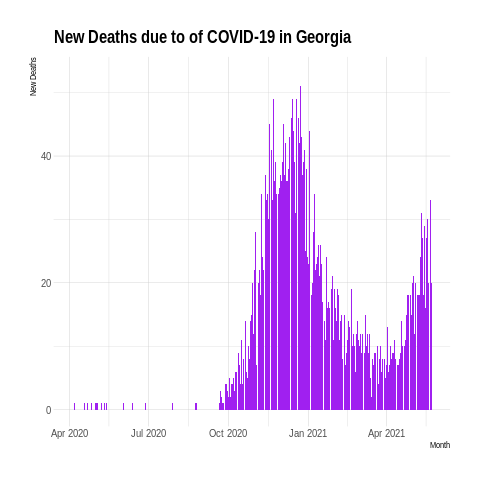 New Deaths due to of COVID-19 in Georgia
New Deaths
40
20
0
Apr 2020 Jul 2020 Oct 2020 Jan 2021 Apr 2021
Month